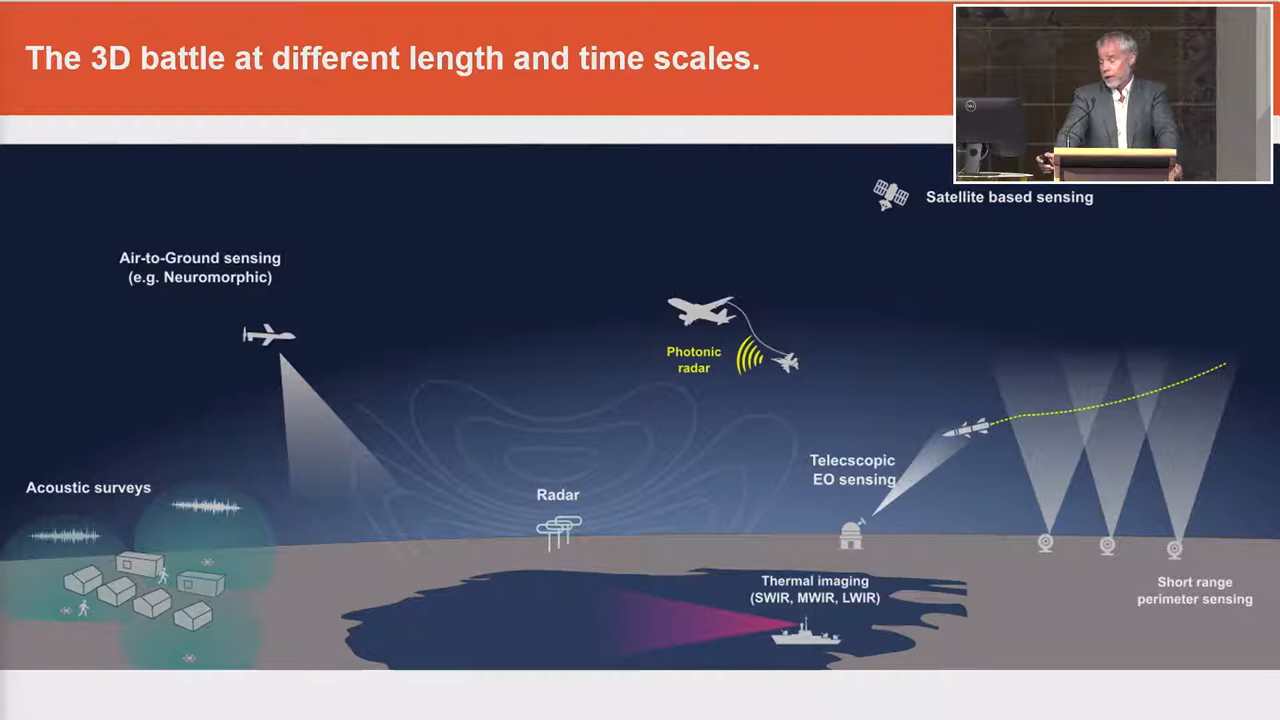 The 3D battle at different length and time scales.
Satellite based sensing
Air-to-Ground sensing
(e.g. Neuromorphic)
Photonic
radar
Telecscopic
EO sensing
Acoustic surveys
Radar
Thermal imaging
(SWIR, MWIR, LWIR)
Short range
perimeter sensing